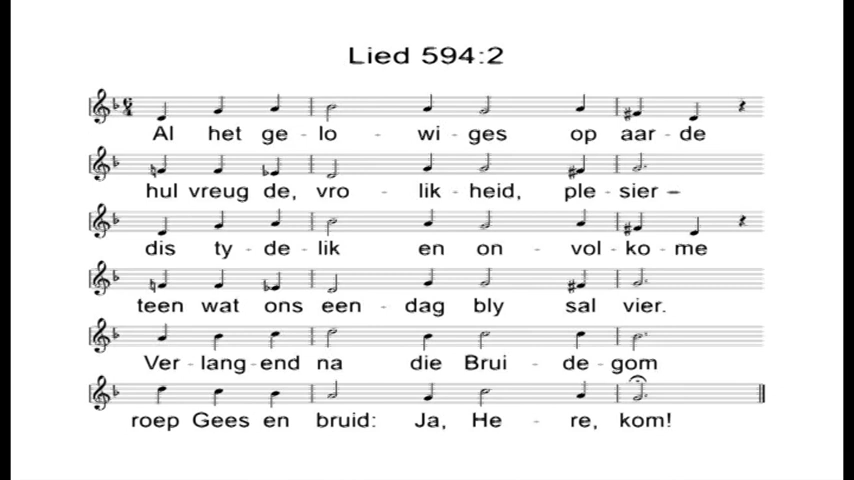 Lied 594:2
Al het ge - lo - wi - ges op aar - de
hul vreug de, vro - lik - heid, ple - sier -
dis ty - de - lik en on - vol - ko - me
teen wat ons een - dag bly sal vier.
Ver - lang - end na die Brui - de - gom
roep Gees en bruid: Ja, He - re, kom!